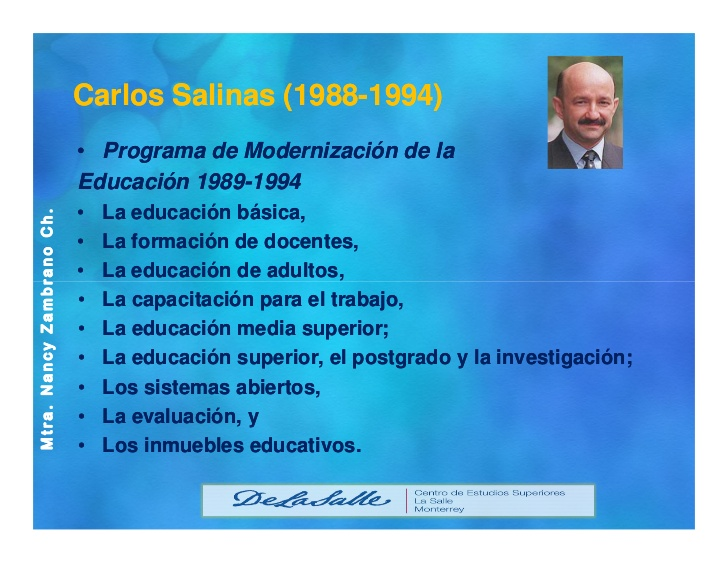 Carlos Salinas (1988-1994)
• Programa de Modernización de la
Educación 1989-1994
• La educación básica,
• La formación de docentes,
• La educación de adultos,
• La capacitación para el trabajo,
• La educación media superior;
• La educación superior, el postgrado y la investigación;
• Los sistemas abiertos,
• La evaluación, y
• Los inmuebles educativos.
Mtra. Nancy Zambrano Ch.
DeLaSalle
Centro de Estudios Superiores
La Salle
Monterrey